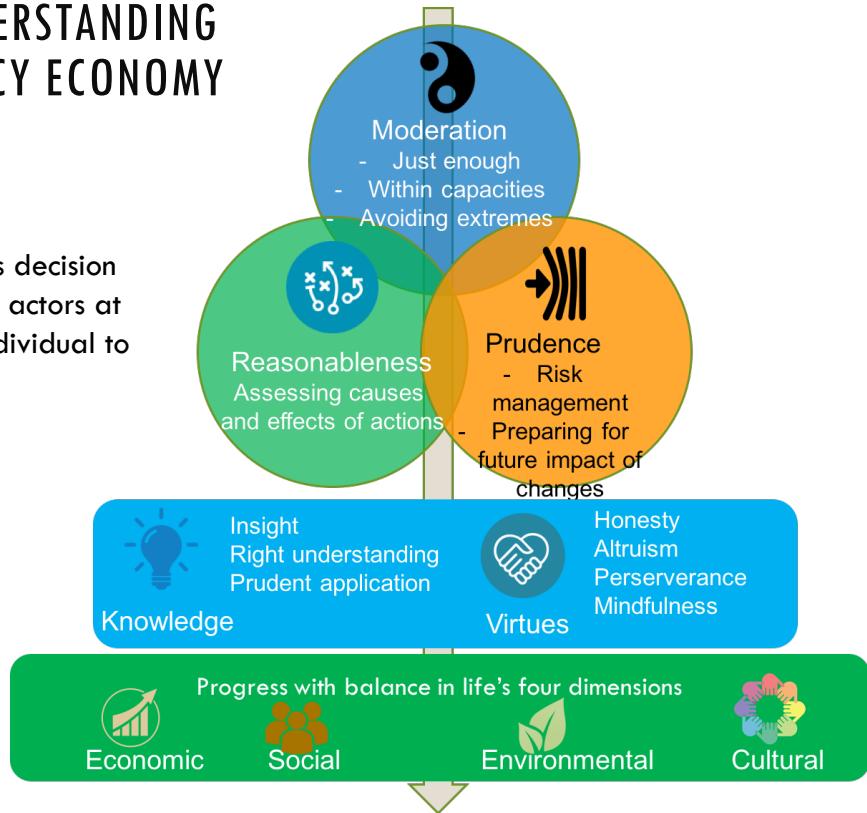 ERSTANDING
CY ECONOMY
s decision
actors at
dividual to
Moderation
- Just enough
- Within capacities
- Avoiding extremes
Reasonableness
Assessing causes
and effects of actions
Prudence
- Risk
management
- Preparing for
future impact of
changes
Insight
Right understanding
Prudent application
Knowledge
Honesty
Altruism
Perserverance
Mindfulness
Virtues
Progress with balance in life's four dimensions
Economic
Social
Environmental
Cultural